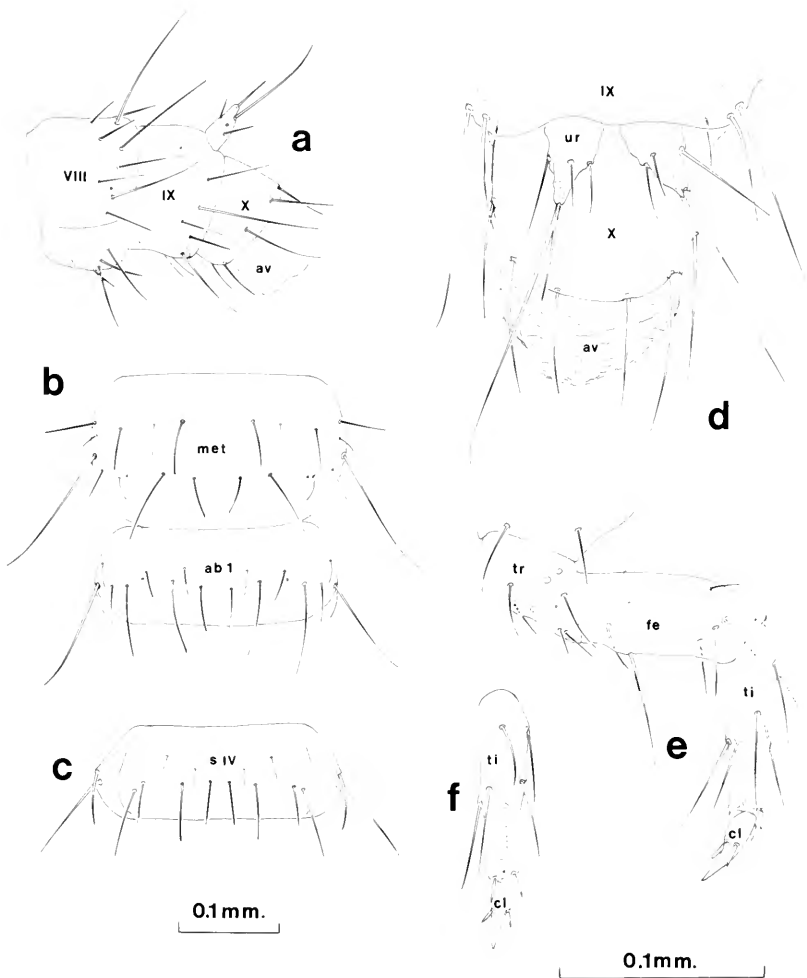 a
VIII
IX
X
av
b
met
ab 1
c
s IV
0.1mm.
IX
ur
X
av
d
tr
fe
ti
e
cl
f
ti
cl
0.1mm.